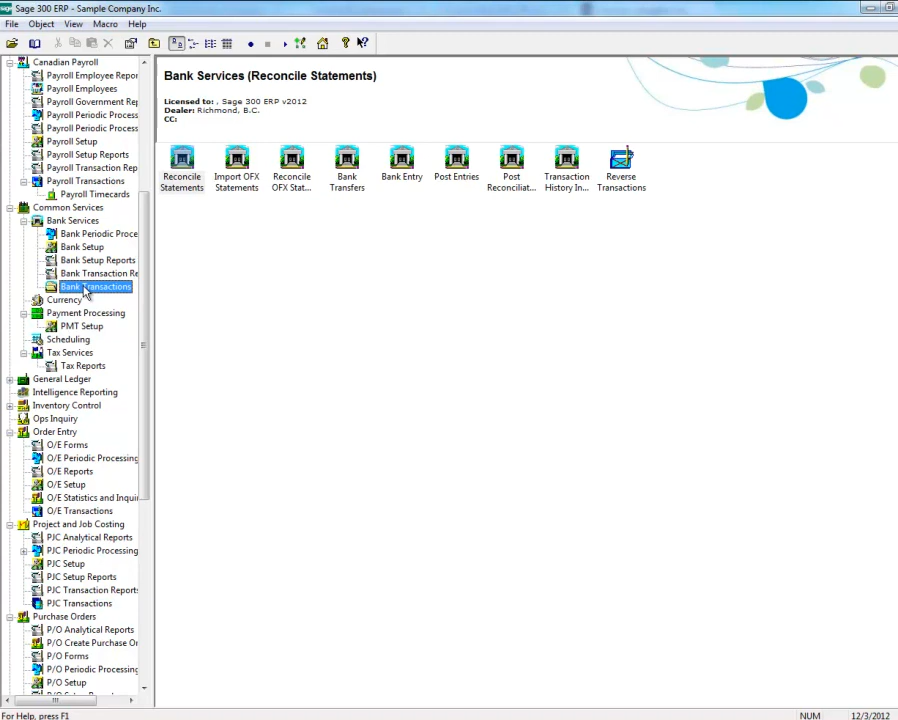 sage Sage 300 ERP - Sample Company Inc.
File Object View Macro Help
Canadian Payroll
Payroll Employee Repor
Payroll Employees
Payroll Government Rep
Payroll Periodic Process
Payroll Periodic Process
Payroll Setup
Payroll Setup Reports
Payroll Transaction Rep
Payroll Transactions
Payroll Timecards
Common Services
Bank Services
Bank Periodic Proce
Bank Setup
Bank Setup Reports
Bank Transaction Re
Bank Transactions
Currency
Payment Processing
PMT Setup
Scheduling
Tax Services
Tax Reports
General Ledger
Intelligence Reporting
Inventory Control
Ops Inquiry
Order Entry
O/E Forms
O/E Periodic Processing
O/E Reports
O/E Setup
O/E Statistics and Inqui
O/E Transactions
Project and Job Costing
PJC Analytical Reports
PJC Periodic Processing
PJC Setup
PJC Setup Reports
PJC Transaction Reports
PJC Transactions
Purchase Orders
P/O Analytical Reports
P/O Create Purchase Or
P/O Forms
P/O Periodic Processing
P/O Setup
Bank Services (Reconcile Statements)
Licensed to: , Sage 300 ERP v2012
Dealer: Richmond, B.C.
CC:
Reconcile Statements
Import OFX Statements
Reconcile OFX Stat...
Bank Transfers
Bank Entry
Post Entries
Post Reconciliat...
Transaction History In...
Reverse Transactions
For Help, press F1
NUM
12/3/2012